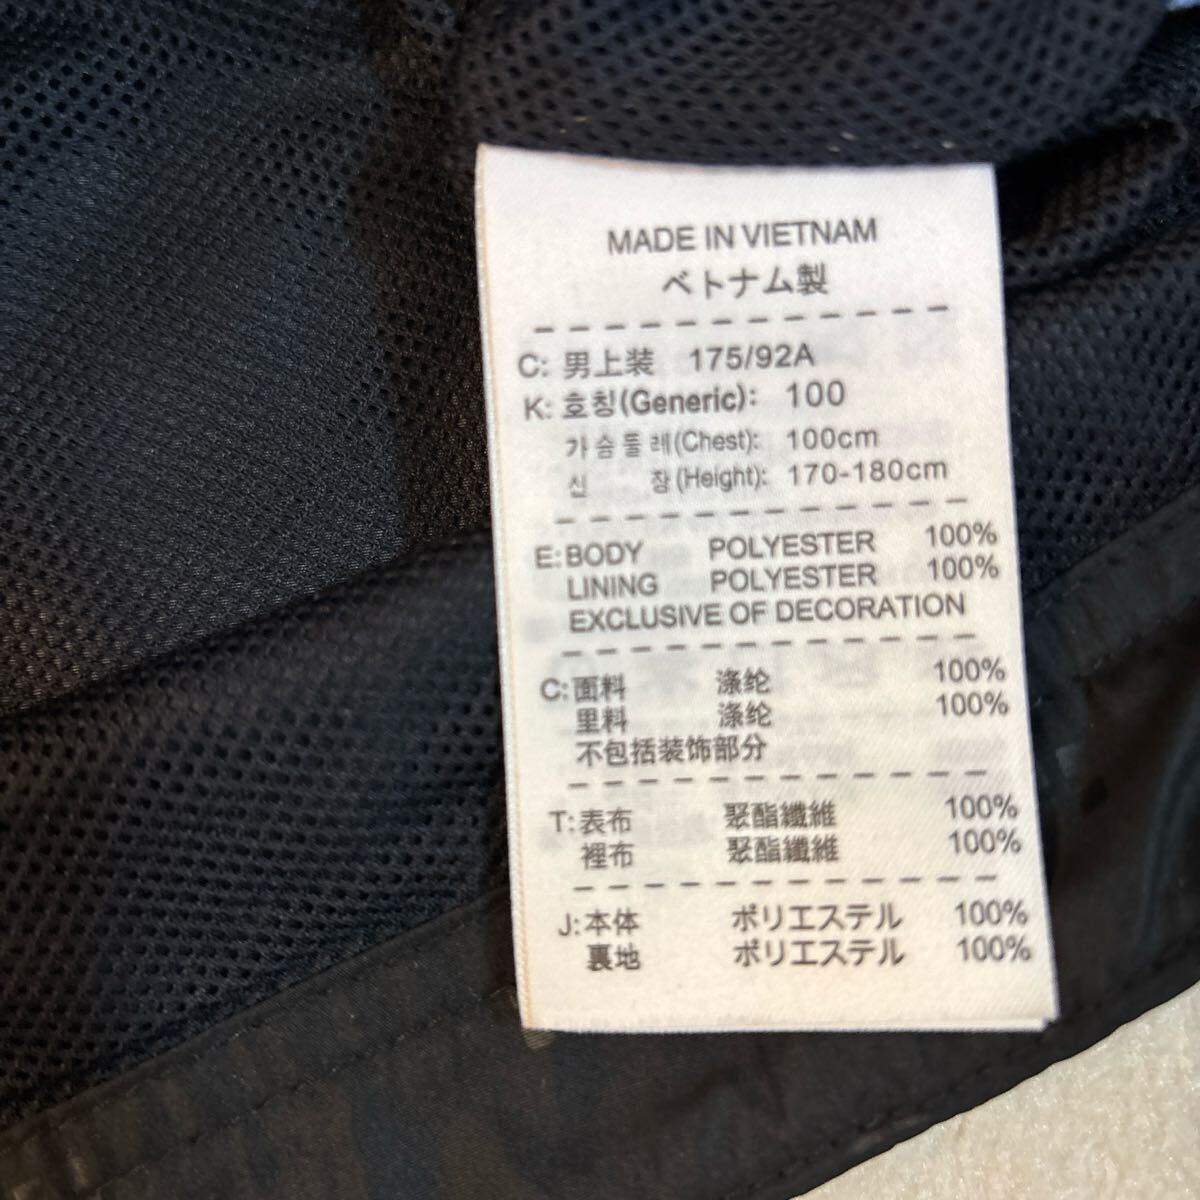 MADE IN VIETNAM
ベトナム製
C: 男上装 175/92A
K: 호칭(Generic): 100
가슴둘레(Chest): 100cm
신 장(Height): 170-180cm
E: BODY POLYESTER 100%
LINING POLYESTER 100%
EXCLUSIVE OF DECORATION
C: 面料 涤纶 100%
里料 涤纶 100%
不包括装饰部分
T: 表布 聚酯纖維 100%
裡布 聚酯纖維 100%
J: 本体 ポリエステル 100%
裏地 ポリエステル 100%